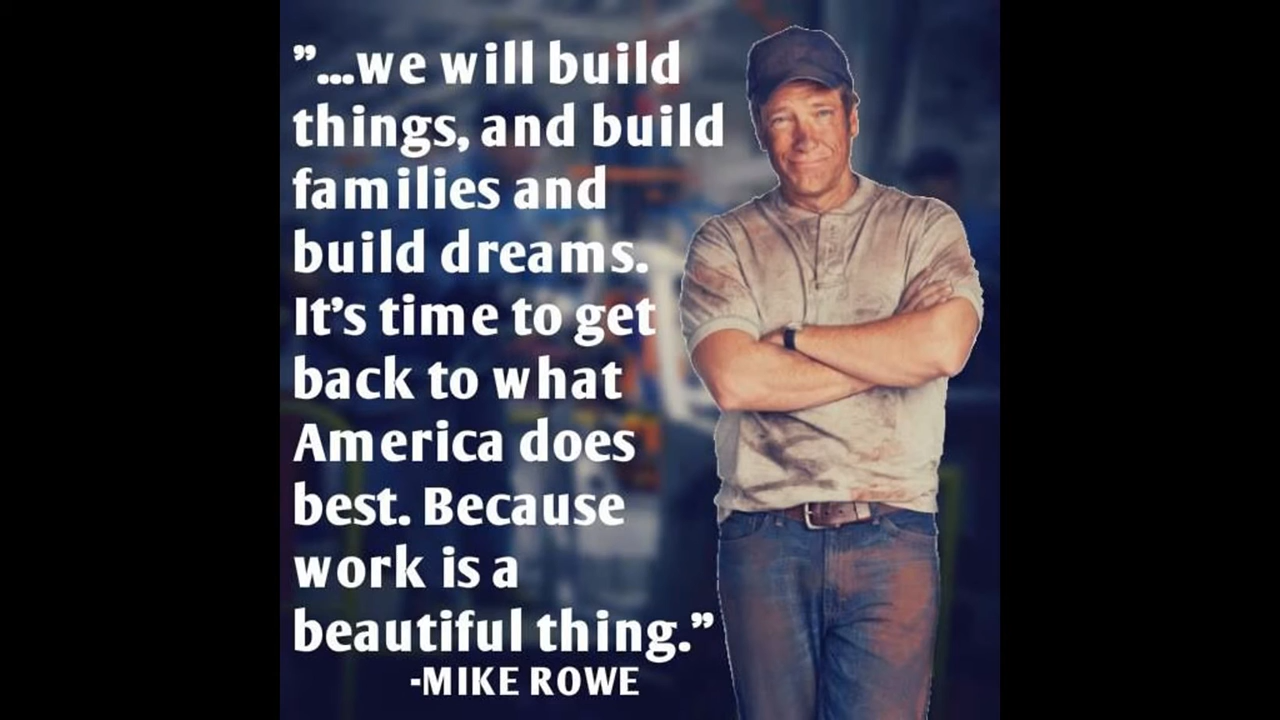 ”...we will build
things, and build
families and
build dreams.
It’s time to get
back to what
America does
best. Because
work is a
beautiful thing.”
-MIKE ROWE